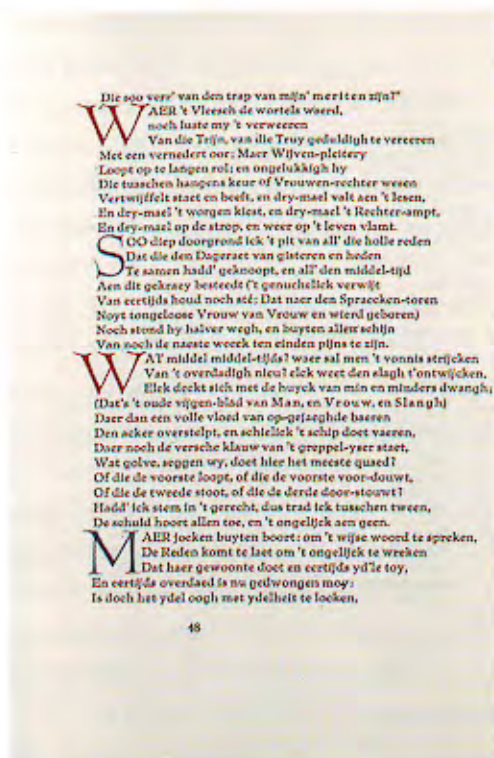 Die soo verr' van den trap van mijn' meriten zijn?"
WAER 't Vleesch de wortels waerd,
noch luste my 't verweeren
Van die Trijn, van die Truy geduldigh te vereeren
Met een vernedert oor: Maer Wijven-pleitery
Loopt op te langen rol: en ongelukkigh hy
Die tusschen hangens keur of Vrouwen-rechter wesen
Vertwijffelt staet en beeft, en dry-mael valt aen 't lesen,
En dry-mael 't worgen kiest, en dry-mael 't Rechter-ampt,
En dry-mael op de strop, en weer op 't leven vlamt.
SOO diep doorgrond ick 't pit van all' die holle reden
Dat die den Dageraet van gisteren en heden
Te samen hadd' geknoopt, en all' den middel-tijd
Aen dit gekraey besteedt ('t genuchelick verwijt
Van eertijds houd noch sté: Dat naer den Spraecken-toren
Noyt tongeloose Vrouw van Vrouw en wierd geboren)
Noch stond hy halver wegh, en buyten allen schijn
Van noch de naeste weeck ten einden pijns te zijn.
WAT middel middel-tijds? waer sal men 't vonnis strijcken
Van 't overdadigh nieu? elck weet den slagh t'ontwijcken,
Elck deckt sich met de huyck van min en minders dwangh;
(Dat's 't oude vijgen-blad van Man, en Vrouw, en Slangh)
Daer dan een volle vloed van op-gejaeghde baeren
Den acker overstelpt, en schielick 't schip doet vaeren,
Daer noch de versche klauw van 't greppel-yser staet,
Wat golve, seggen wy, doet hier het meeste quaed?
Of die de voorste loopt, of die de voorste voor-douwt,
Of die de tweede stoot, of die de derde door-stouwt?
Hadd' ick stem in 't gerecht, dus trad ick tusschen tween,
De schuld hoort allen toe, en 't ongelijck aen geen.
MAER jocken buyten boort: om 't wijse woord te spreken,
De Reden komt te laet om 't ongelijck te wreken
Dat haer gewoonte doet en eertijds yd'le toy,
En eertijds overdaed is nu gedwongen moy:
Is doch het ydel oogh met ydelheit te locken,
48